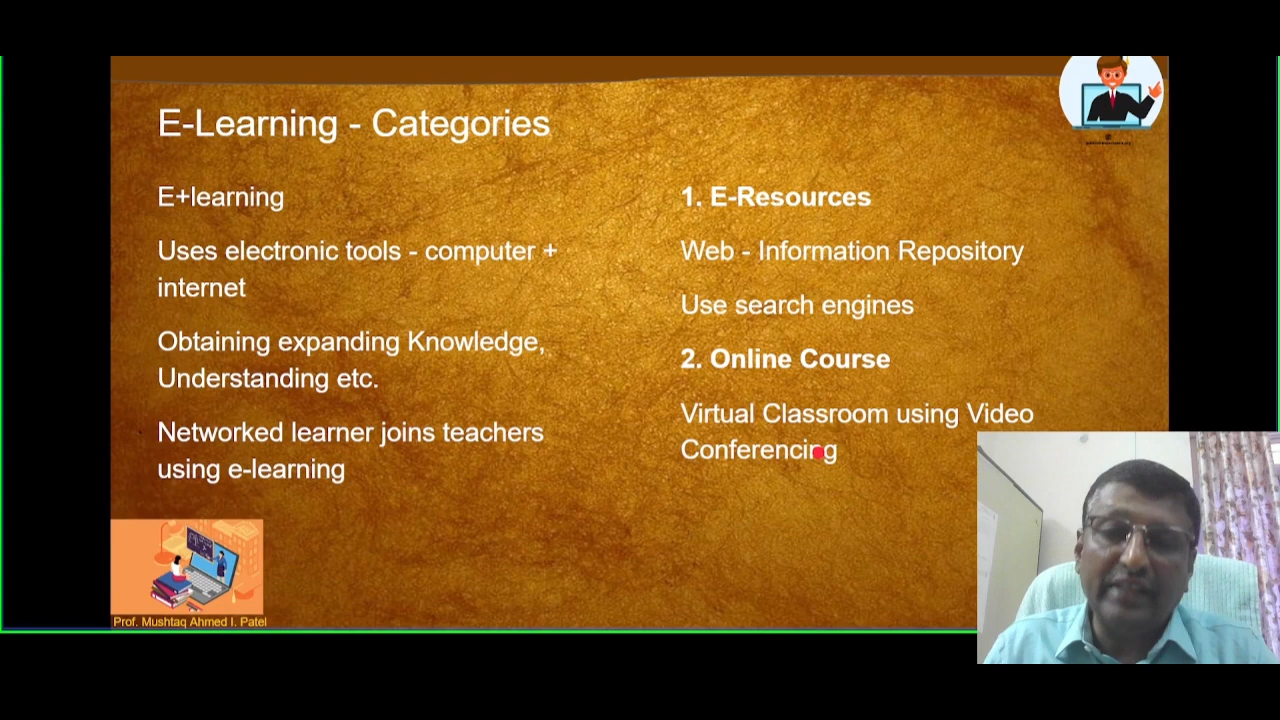 E-Learning - Categories
E+learning
Uses electronic tools - computer +
internet
Obtaining expanding Knowledge,
Understanding etc.
Networked learner joins teachers
using e-learning
1. E-Resources
Web - Information Repository
Use search engines
2. Online Course
Virtual Classroom using Video
Conferencing
Prof. Mushtaq Ahmed I. Patel